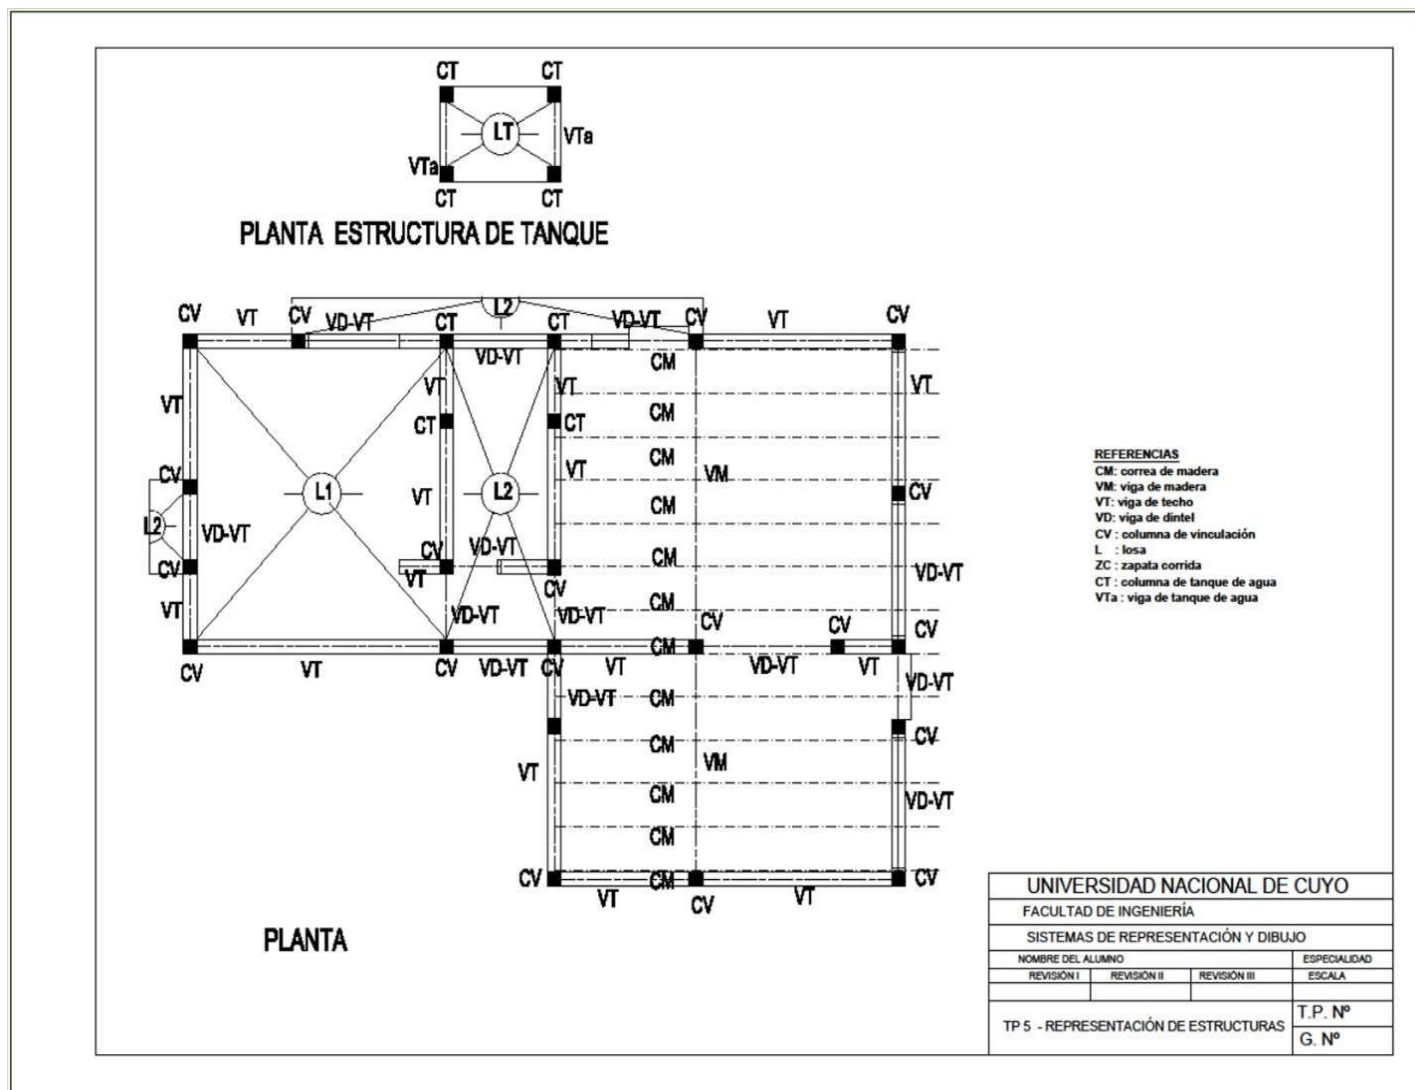 CT CT
LT
VTa
VTa
CT CT
PLANTA ESTRUCTURA DE TANQUE
L2
CV VT CV VD-VT CT CT VD-VT CV VT CV
VD-VT
CM
VT VT VT
VT
CM
CT CT
CM
CV VT VT VM
L1 L2 CV
CM
L2 VD-VT VD-VT
CV
CM
CV VT CV VD-VT
CM
VT VD-VT VD-VT CV CV CV
CM
CV VT CV VD-VT CV VT VD-VT VT
VD-VT
VD-VT CM
CV
CM
VT VM
CM VD-VT
CM
CV CM CV
VT CV VT
PLANTA
REFERENCIAS
CM: correa de madera
VM: viga de madera
VT: viga de techo
VD: viga de dintel
CV : columna de vinculación
L : losa
ZC : zapata corrida
CT : columna de tanque de agua
VTa : viga de tanque de agua
UNIVERSIDAD NACIONAL DE CUYO
FACULTAD DE INGENIERÍA
SISTEMAS DE REPRESENTACIÓN Y DIBUJO
NOMBRE DEL ALUMNO ESPECIALIDAD
REVISIÓN I REVISIÓN II REVISIÓN III ESCALA
TP 5 - REPRESENTACIÓN DE ESTRUCTURAS
T.P. Nº
G. Nº